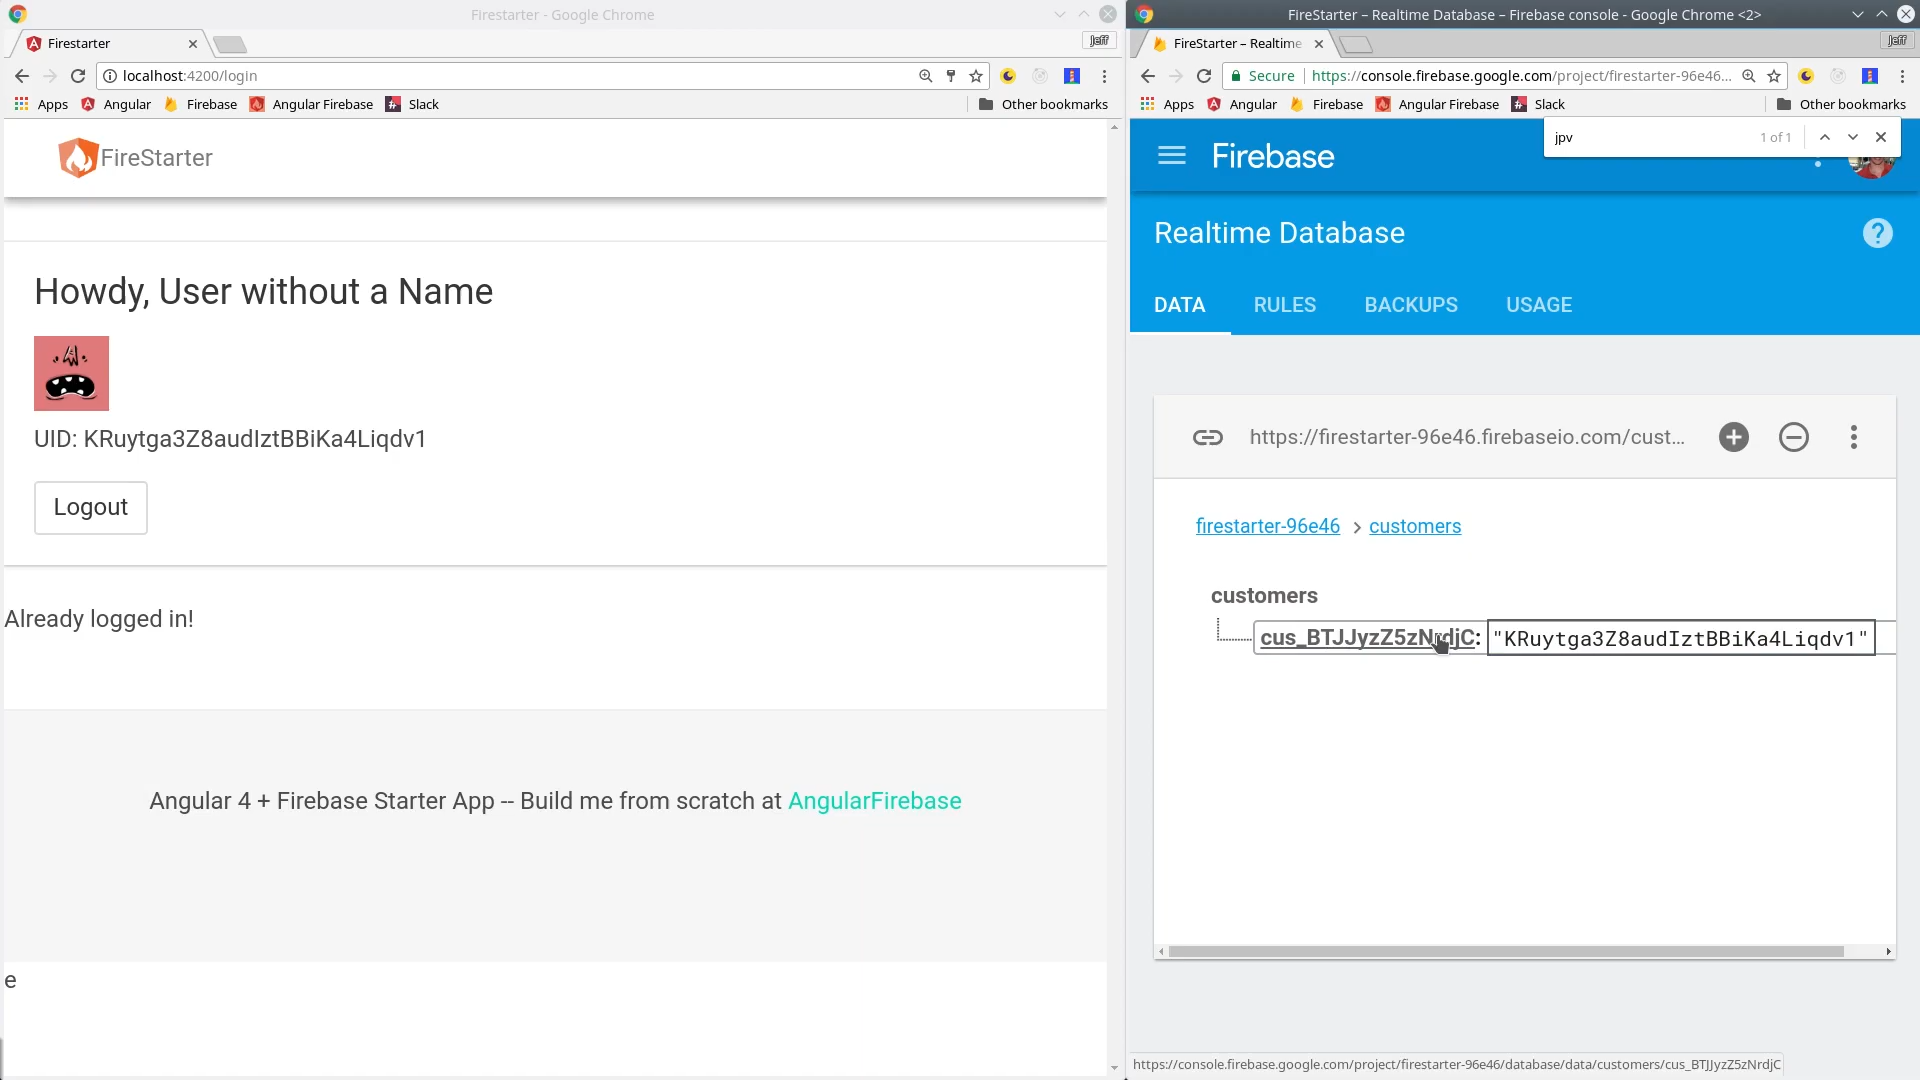 Firestarter - Google Chrome
Firestarter
Jeff
localhost:4200/login
Apps Angular Firebase Angular Firebase Slack Other bookmarks
FireStarter
Howdy, User without a Name
UID: KRuytga3Z8audIztBBiKa4Liqdv1
Logout
Already logged in!
Angular 4 + Firebase Starter App -- Build me from scratch at AngularFirebase
e
FireStarter – Realtime Database – Firebase console - Google Chrome <2>
FireStarter – Realtime
Jeff
Secure https://console.firebase.google.com/project/firestarter-96e46...
Apps Angular Firebase Angular Firebase Slack Other bookmarks
jpv 1 of 1
Firebase
Realtime Database
?
DATA RULES BACKUPS USAGE
https://firestarter-96e46.firebaseio.com/cust...
firestarter-96e46 > customers
customers
cus_BTJJyzZ5zNrdjC: "KRuytga3Z8audIztBBiKa4Liqdv1"
https://console.firebase.google.com/project/firestarter-96e46/database/data/customers/cus_BTJJyzZ5zNrdjC